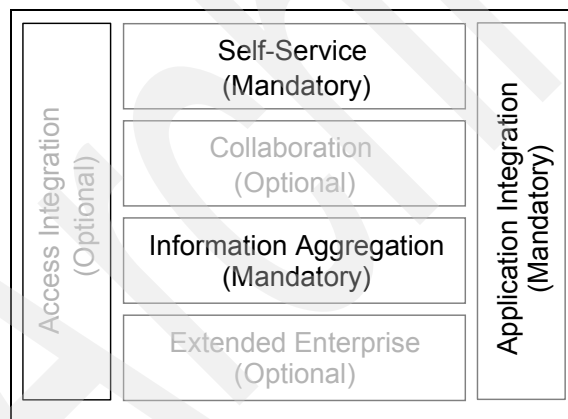 Access Integration
(Optional)
Self-Service
(Mandatory)
Collaboration
(Optional)
Information Aggregation
(Mandatory)
Extended Enterprise
(Optional)
Application Integration
(Mandatory)